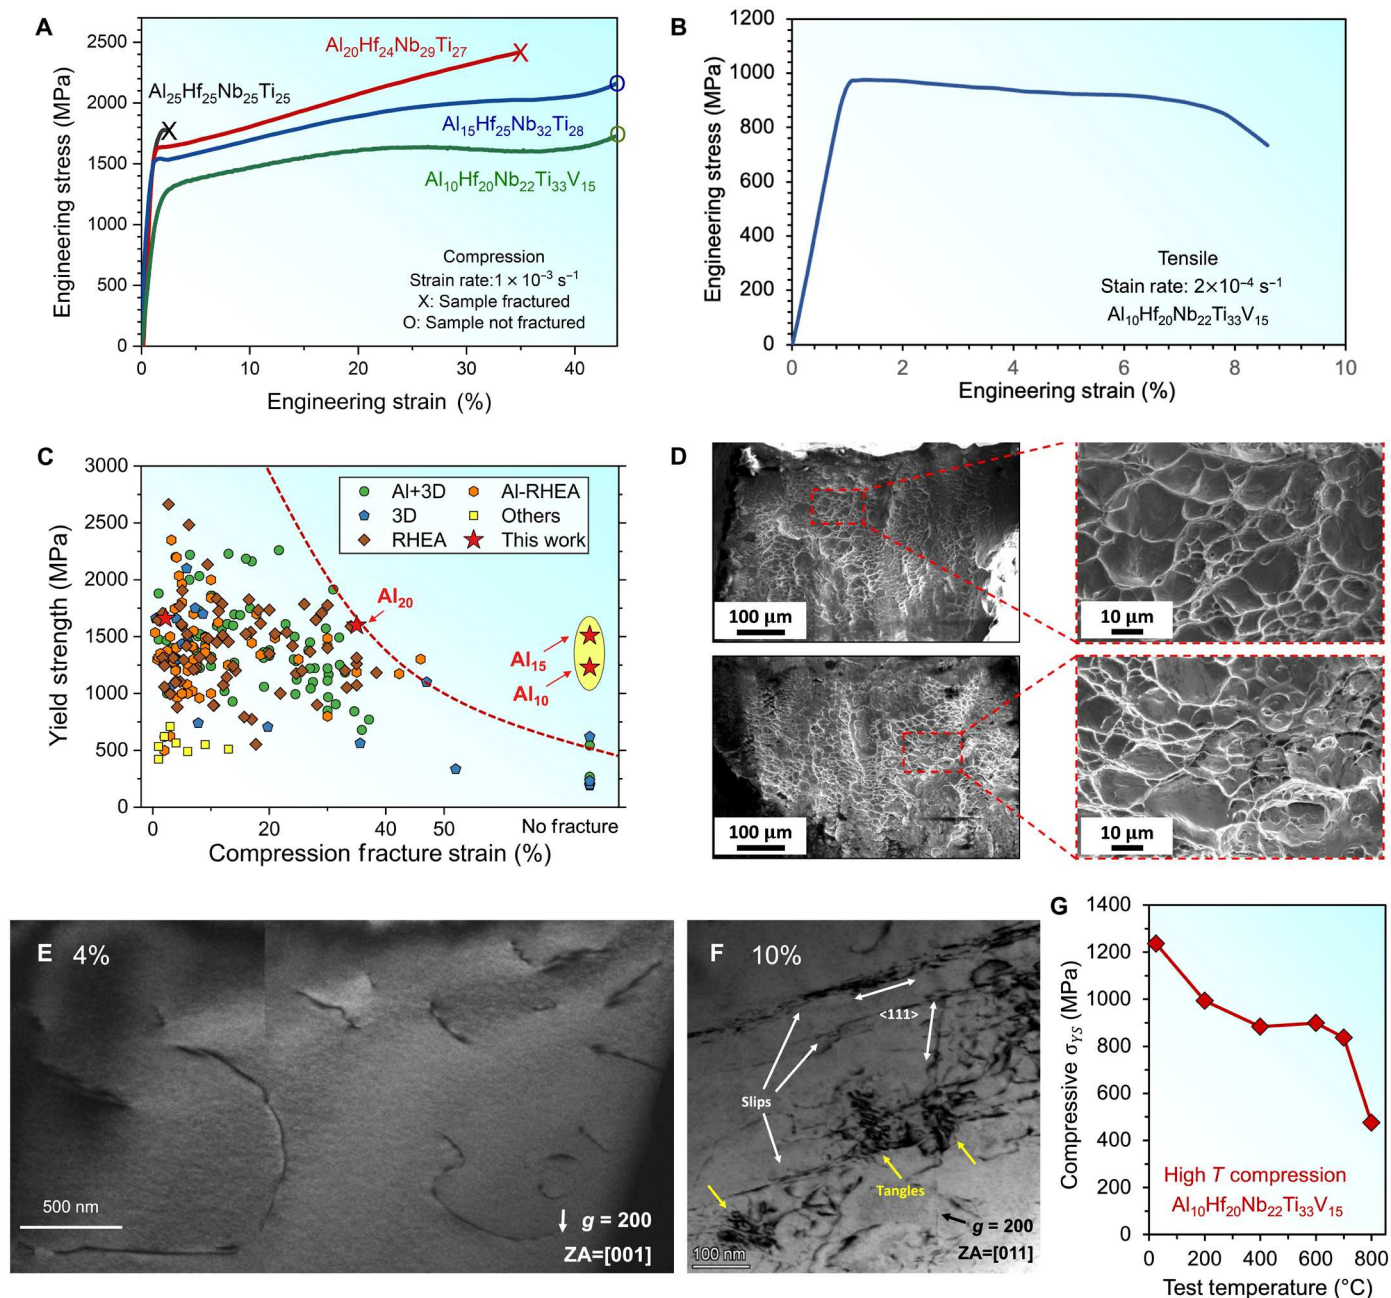 A
Engineering stress (MPa)
2500
2000
1500
1000
500
0
0
10
20
30
40
Engineering strain (%)
Al₂₀Hf₂₄Nb₂₉Ti₂₇
X
Al₂₅Hf₂₅Nb₂₅Ti₂₅
X
O
Al₁₅Hf₂₅Nb₃₂Ti₂₈
O
Al₁₀Hf₂₀Nb₂₂Ti₃₃V₁₅
Compression
Strain rate:1 × 10⁻³ s⁻¹
X: Sample fractured
O: Sample not fractured
B
Engineering stress (MPa)
1200
1000
800
600
400
200
0
0
2
4
6
8
10
Engineering strain (%)
Tensile
Stain rate: 2×10⁻⁴ s⁻¹
Al₁₀Hf₂₀Nb₂₂Ti₃₃V₁₅
C
Yield strength (MPa)
3000
2500
2000
1500
1000
500
0
0
20
40
50
No fracture
Compression fracture strain (%)
Al+3D
Al-RHEA
3D
Others
RHEA
This work
Al₂₀
Al₁₅
Al₁₀
D
100 µm
10 µm
100 µm
10 µm
E
4%
500 nm
g = 200
ZA=[001]
F
10%
<111>
Slips
Tangles
g = 200
ZA=[011]
100 nm
G
Compressive σYS (MPa)
1400
1200
1000
800
600
400
200
0
0
200
400
600
800
Test temperature (°C)
High T compression
Al₁₀Hf₂₀Nb₂₂Ti₃₃V₁₅